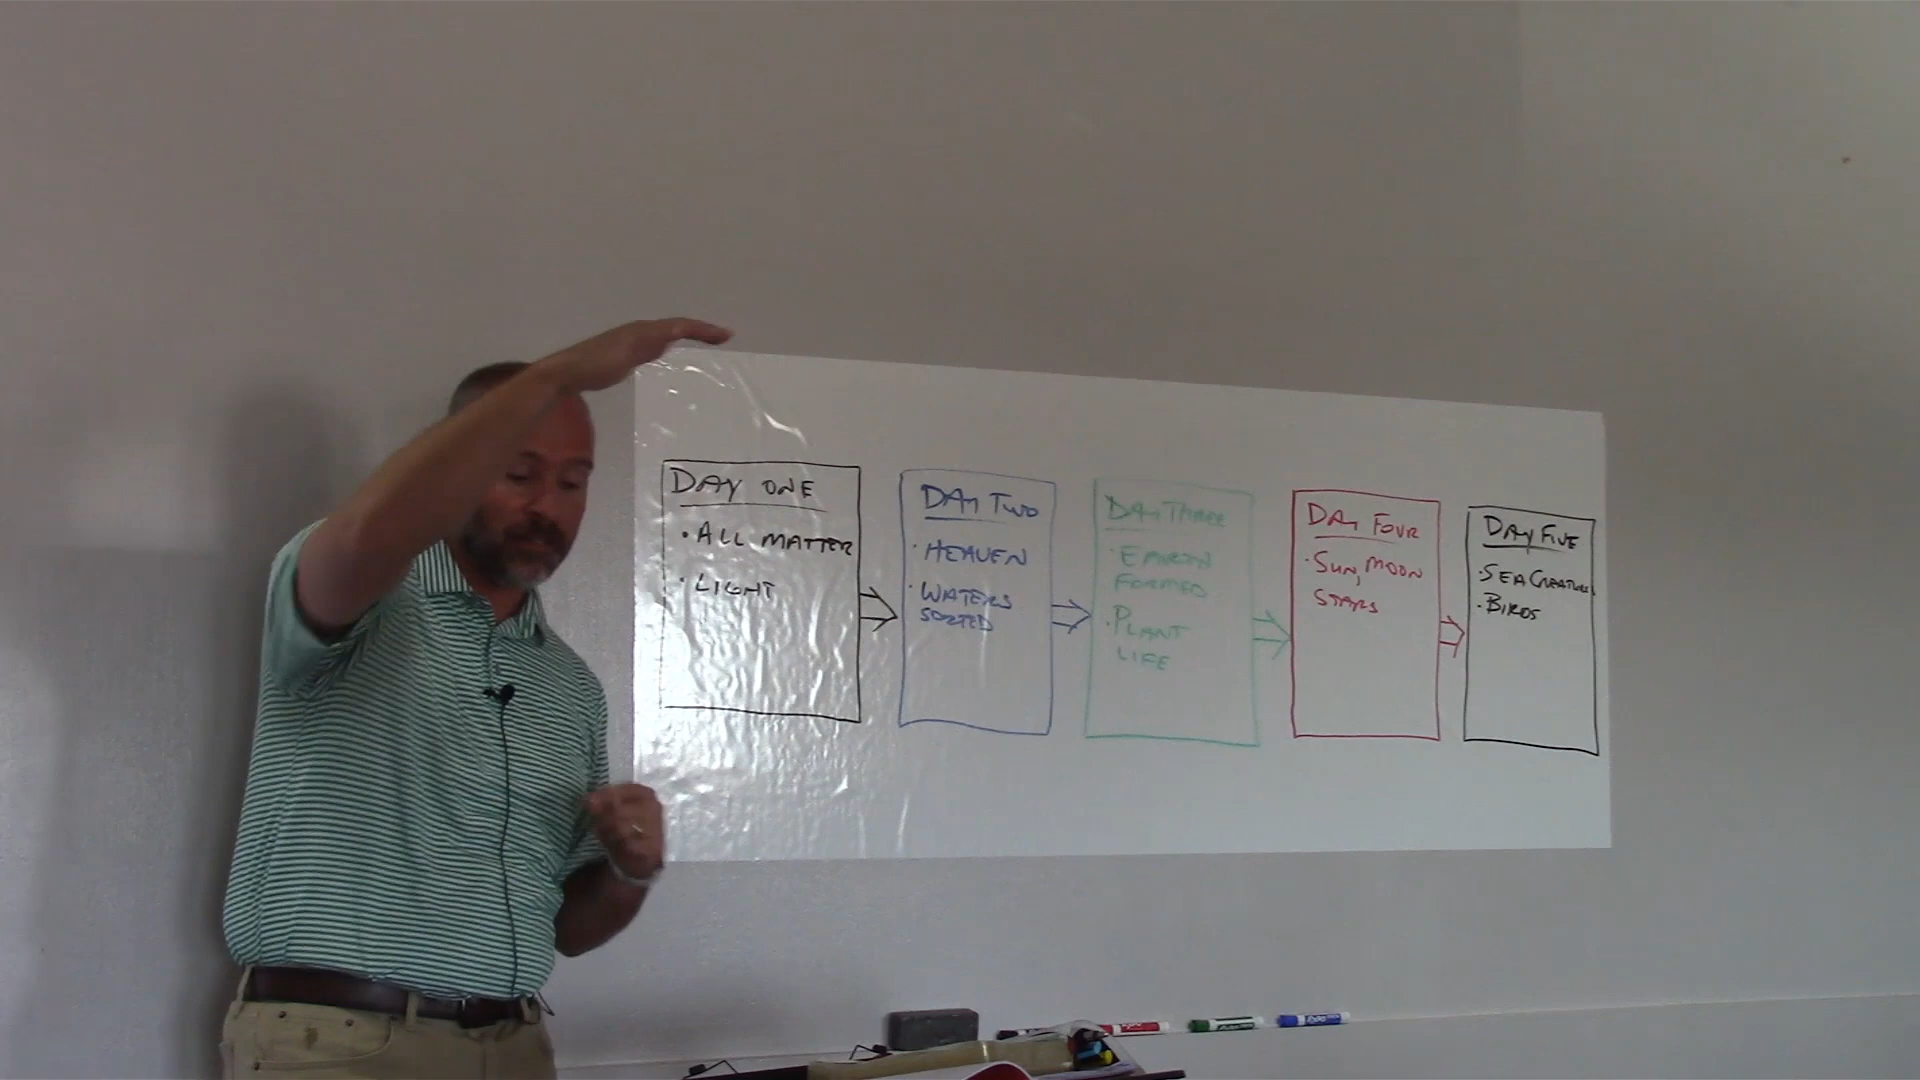 DAY ONE
· ALL MATTER
· LIGHT
DAY TWO
· HEAVEN
· WATERS
SORTED
DAY THREE
· EARTH
FORMED
· PLANT
LIFE
DAY FOUR
· SUN, MOON
STARS
DAY FIVE
· SEA CREATURES
· BIRDS
EXPO